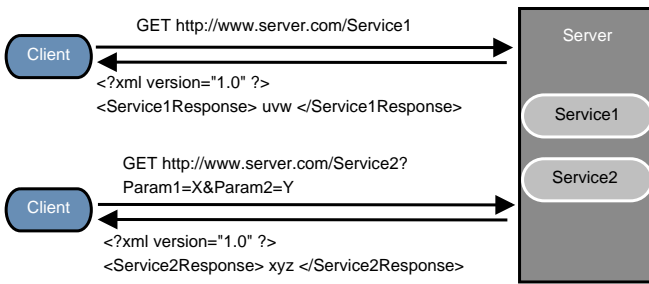 GET http://www.server.com/Service1
Client
Server
<?xml version="1.0" ?>
<Service1Response> uvw </Service1Response>
Service1
GET http://www.server.com/Service2?
Param1=X&Param2=Y
Service2
Client
<?xml version="1.0" ?>
<Service2Response> xyz </Service2Response>